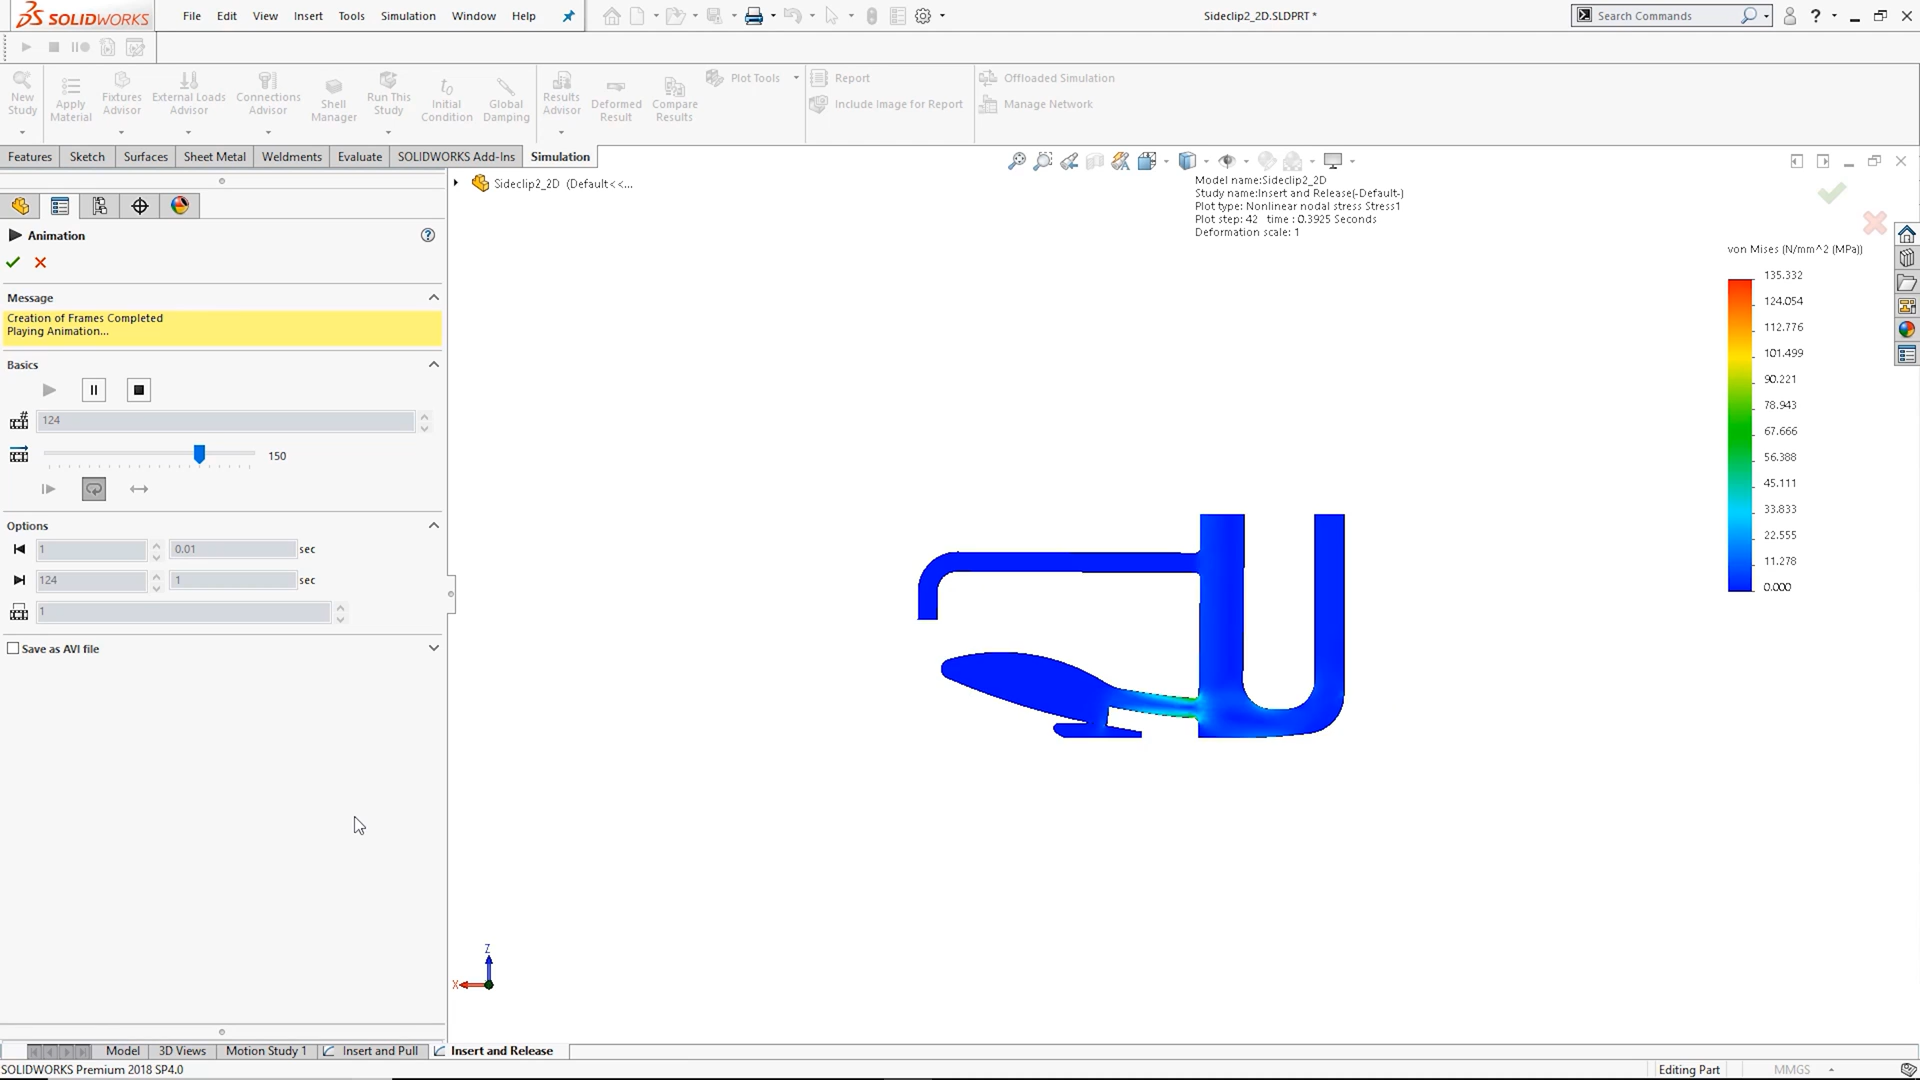 SOLIDWORKS
File Edit View Insert Tools Simulation Window Help
Sideclip2_2D.SLDPRT *
Search Commands
New Study
Apply Material
Fixtures Advisor
External Loads Advisor
Connections Advisor
Shell Manager
Run This Study
Initial Condition
Global Damping
Results Advisor
Deformed Result
Compare Results
Plot Tools
Report
Include Image for Report
Offloaded Simulation
Manage Network
Features Sketch Surfaces Sheet Metal Weldments Evaluate SOLIDWORKS Add-Ins Simulation
Sideclip2_2D (Default<<...
Model name:Sideclip2_2D
Study name:Insert and Release(-Default-)
Plot type: Nonlinear nodal stress Stress1
Plot step: 42 time : 0.3925 Seconds
Deformation scale: 1
Animation
Message
Creation of Frames Completed
Playing Animation...
Basics
124
150
Options
1 0.01 sec
124 1 sec
1
Save as AVI file
von Mises (N/mm^2 (MPa))
135.332
124.054
112.776
101.499
90.221
78.943
67.666
56.388
45.111
33.833
22.555
11.278
0.000
Z
X
Model 3D Views Motion Study 1 Insert and Pull Insert and Release
SOLIDWORKS Premium 2018 SP4.0
Editing Part
MMGS